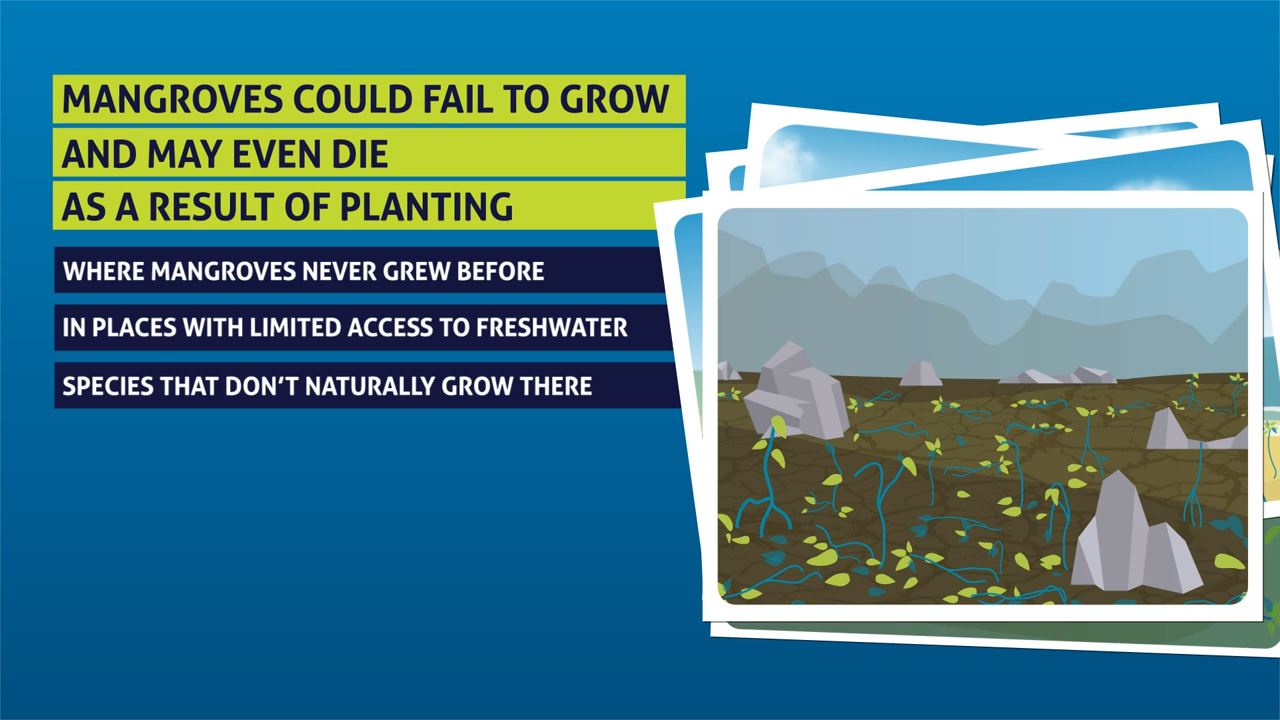 MANGROVES COULD FAIL TO GROW
AND MAY EVEN DIE
AS A RESULT OF PLANTING
WHERE MANGROVES NEVER GREW BEFORE
IN PLACES WITH LIMITED ACCESS TO FRESHWATER
SPECIES THAT DON’T NATURALLY GROW THERE